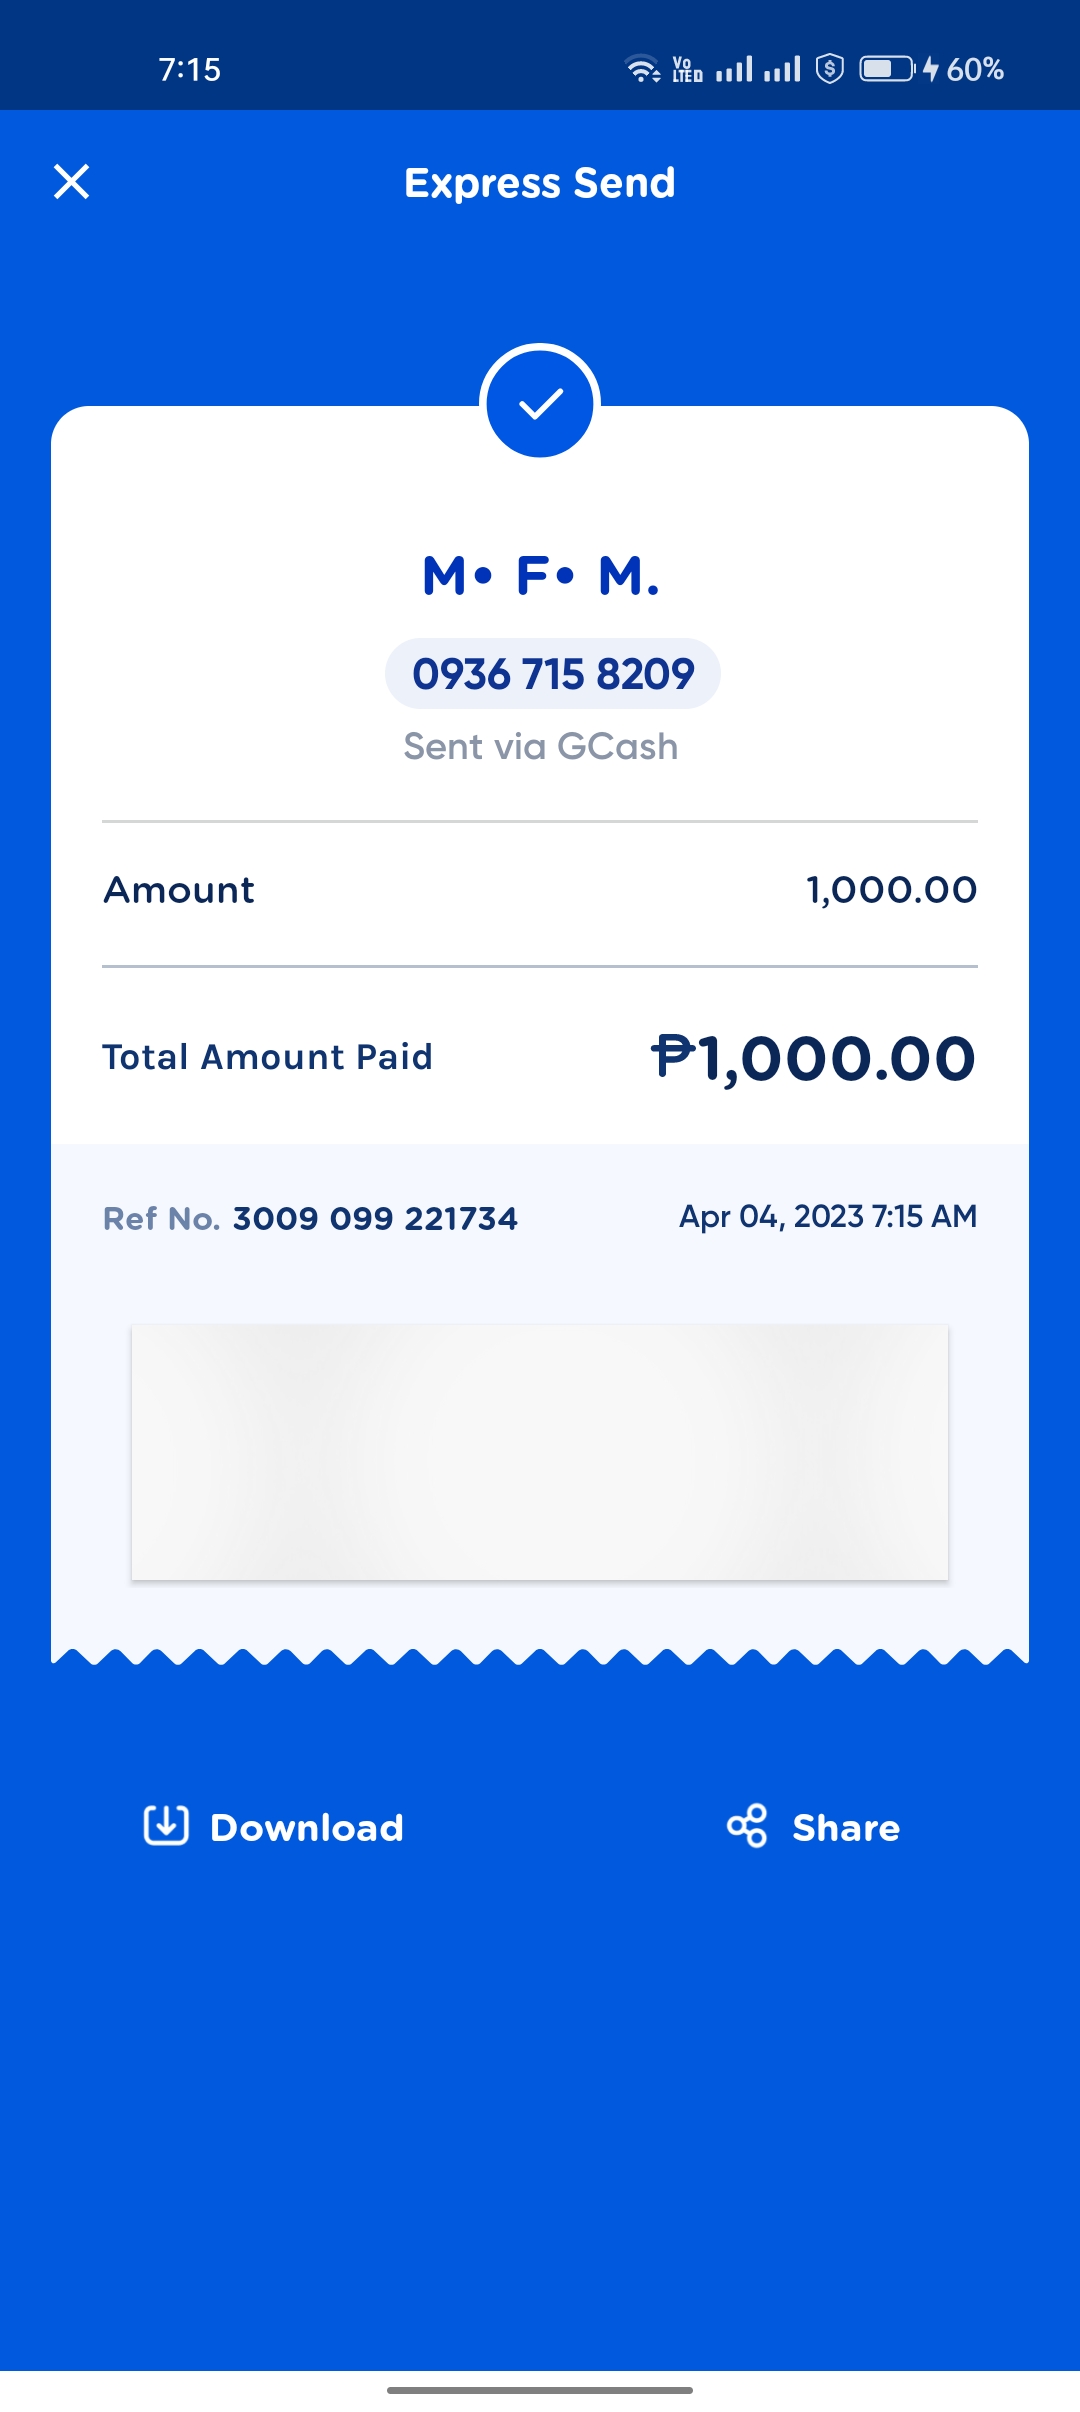 7:15 Vo LTE 60%
Express Send
M• F• M.
0936 715 8209
Sent via GCash
Amount 1,000.00
Total Amount Paid ₱1,000.00
Ref No. 3009 099 221734 Apr 04, 2023 7:15 AM
Download Share